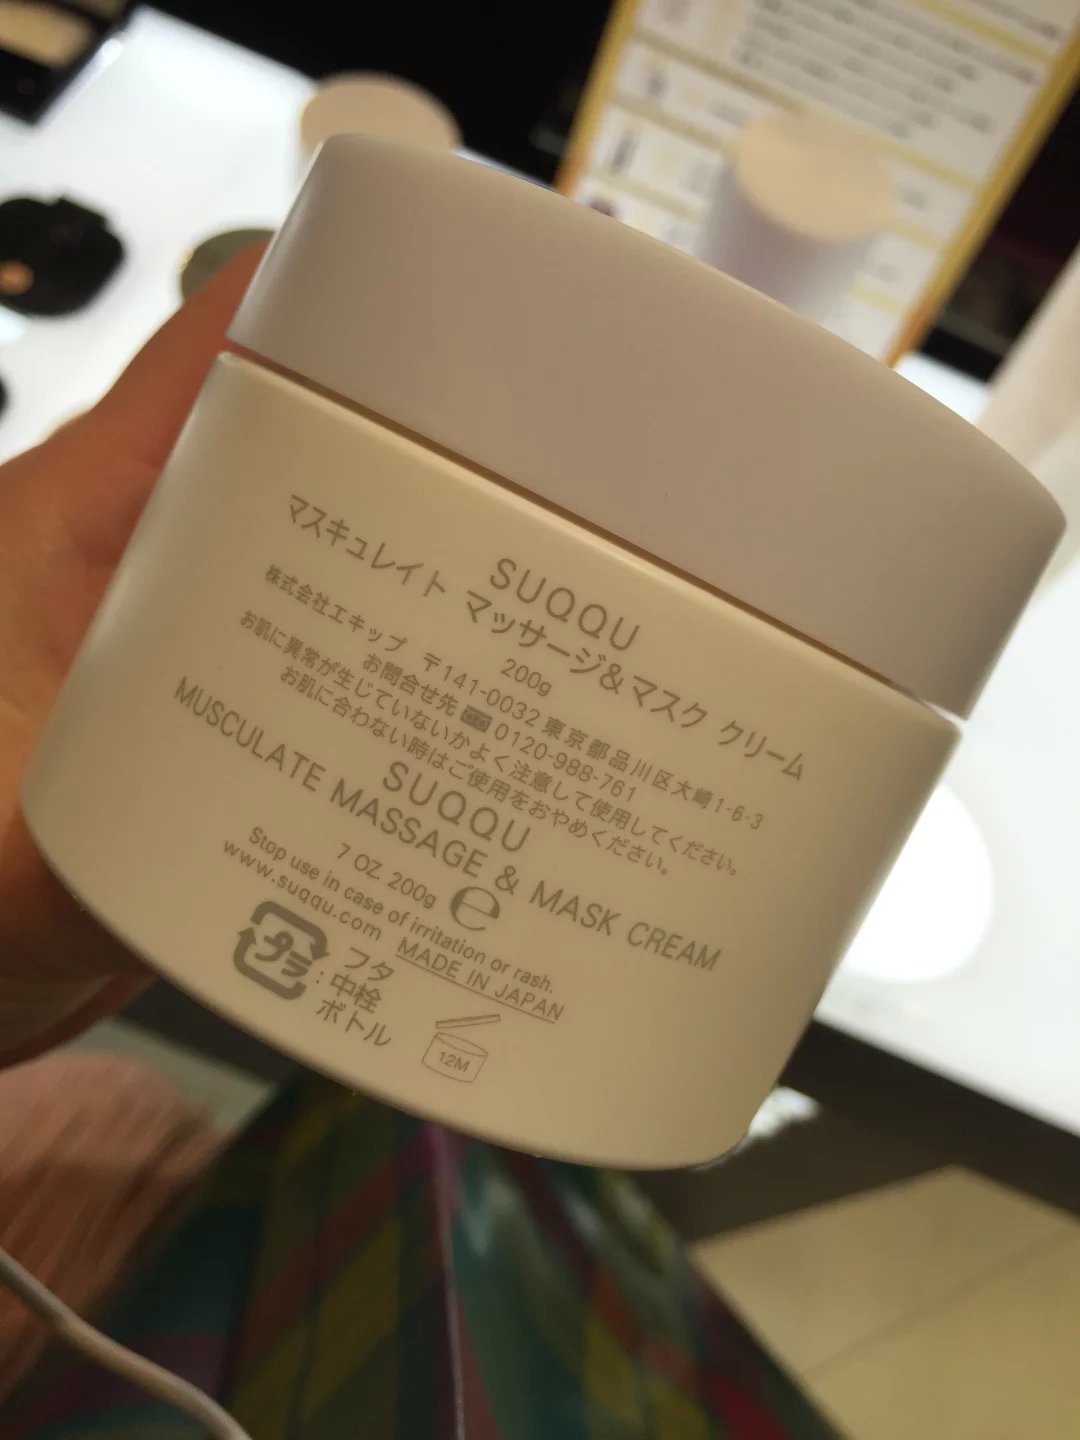 SUQQU
マスキュレイト マッサージ&マスク クリーム
200g
株式会社エキップ 〒141-0032 東京都品川区大崎1-6-3
お問合せ先 0120-988-761
お肌に異常が生じていないかよく注意して使用してください。
お肌に合わない時はご使用をおやめください。
SUQQU
MUSCULATE MASSAGE & MASK CREAM
7 OZ. 200g e
Stop use in case of irritation or rash.
www.suqqu.com MADE IN JAPAN
プラ : フタ
中栓
ボトル
12M